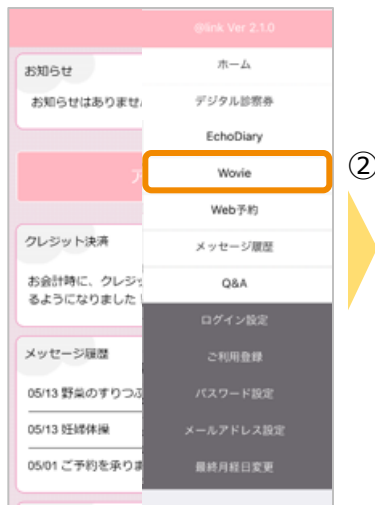 @link Ver 2.1.0
お知らせ
お知らせはありませ
クレジット決済
お会計時に、クレジッ
るようになりました
メッセージ履歴
05/13 野菜のすりつぶ
05/13 妊婦体操
05/01 ご予約を承りま
ホーム
デジタル診察券
EchoDiary
Wovie
Web予約
メッセージ履歴
Q&A
ログイン設定
ご利用登録
パスワード設定
メールアドレス設定
最終月経日変更
②